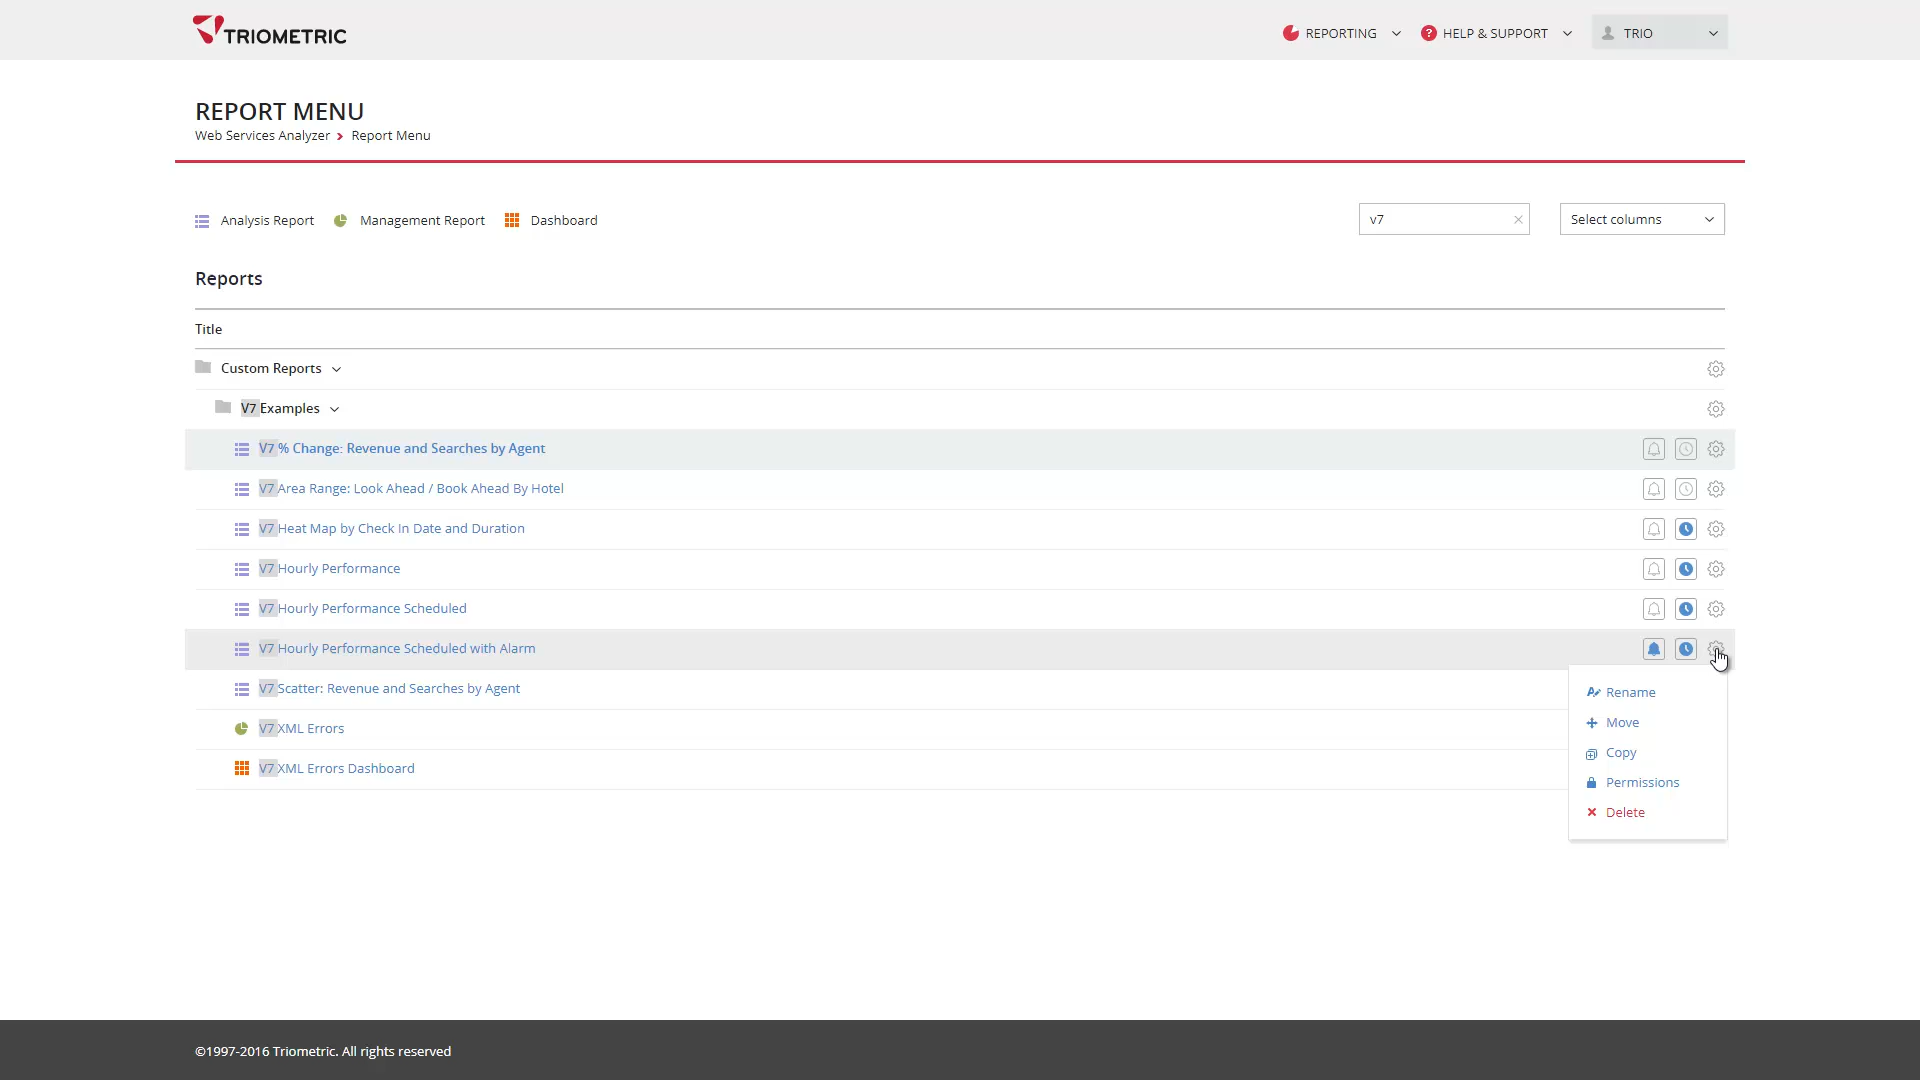 TRIOMETRIC
REPORTING
HELP & SUPPORT
TRIO
REPORT MENU
Web Services Analyzer
Report Menu
Analysis Report
Management Report
Dashboard
v7
Select columns
Reports
Title
Custom Reports
V7 Examples
V7 % Change: Revenue and Searches by Agent
V7 Area Range: Look Ahead / Book Ahead By Hotel
V7 Heat Map by Check In Date and Duration
V7 Hourly Performance
V7 Hourly Performance Scheduled
V7 Hourly Performance Scheduled with Alarm
V7 Scatter: Revenue and Searches by Agent
V7 XML Errors
V7 XML Errors Dashboard
Rename
Move
Copy
Permissions
Delete
©1997-2016 Triometric. All rights reserved